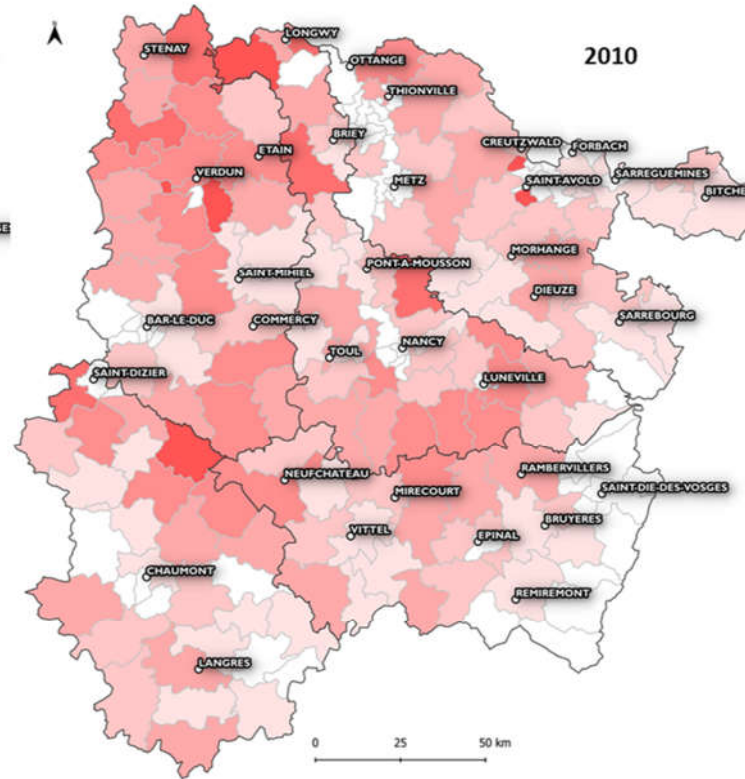 N
LONGWY
STENAY
OTTANGE
2010
THIONVILLE
BRIEY
CREUTZWALD
FORBACH
ETAIN
VERDUN
METZ
SAINT-AVOLD
SARREGUEMINES
BITCHE
MORHANGE
PONT-A-MOUSSON
SAINT-MIHIEL
DIEUZE
BAR-LE-DUC
COMMERCY
SARREBOURG
NANCY
TOUL
SAINT-DIZIER
LUNEVILLE
NEUFCHATEAU
RAMBERVILLERS
MIRECOURT
SAINT-DIE-DES-VOSGES
BRUYERES
VITTEL
EPINAL
CHAUMONT
REMIREMONT
LANGRES
0 25 50 km